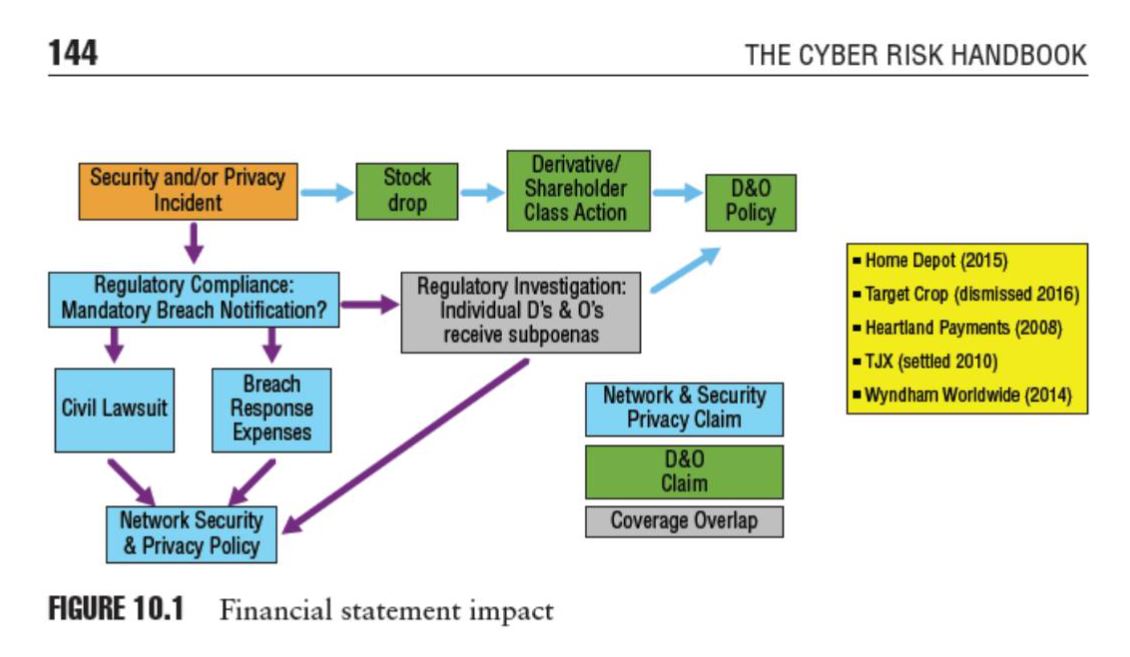 144
THE CYBER RISK HANDBOOK
Security and/or Privacy
Incident
Stock
drop
Derivative/
Shareholder
Class Action
D&O
Policy
Regulatory Compliance:
Mandatory Breach Notification?
Regulatory Investigation:
Individual D's & O's
receive subpoenas
▪ Home Depot (2015)
▪ Target Crop (dismissed 2016)
▪ Heartland Payments (2008)
▪ TJX (settled 2010)
▪ Wyndham Worldwide (2014)
Civil Lawsuit
Breach
Response
Expenses
Network & Security
Privacy Claim
D&O
Claim
Coverage Overlap
Network Security
& Privacy Policy
FIGURE 10.1 Financial statement impact